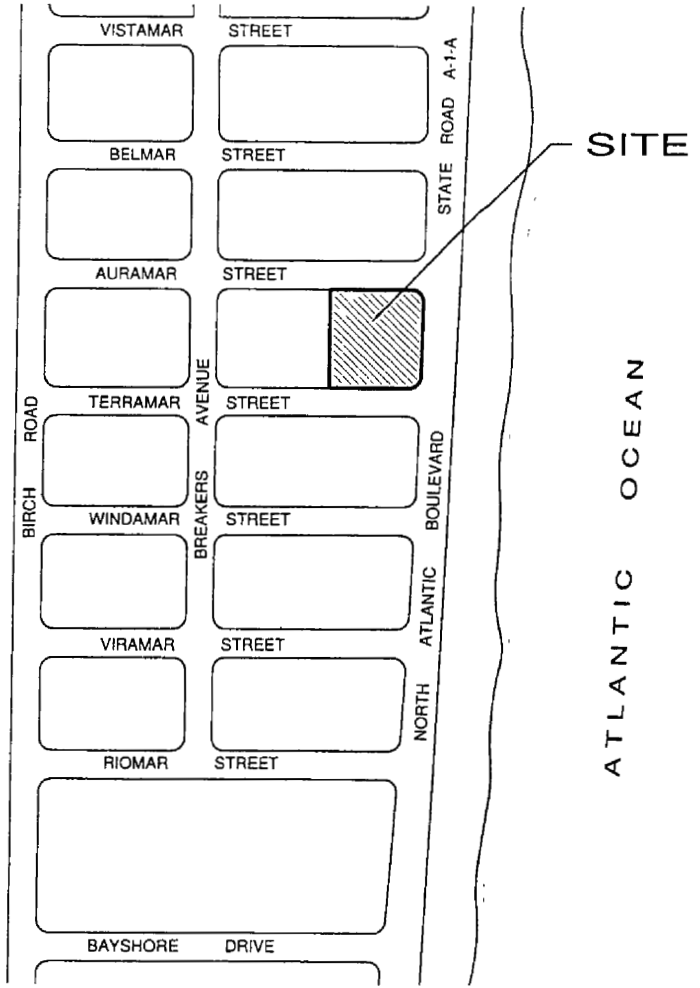 VISTAMAR STREET
STATE ROAD A-1-A
SITE
BELMAR STREET
AURAMAR STREET
BIRCH ROAD
BREAKERS AVENUE
TERRAMAR STREET
ATLANTIC OCEAN
NORTH ATLANTIC BOULEVARD
WINDAMAR STREET
VIRAMAR STREET
RIOMAR STREET
BAYSHORE DRIVE